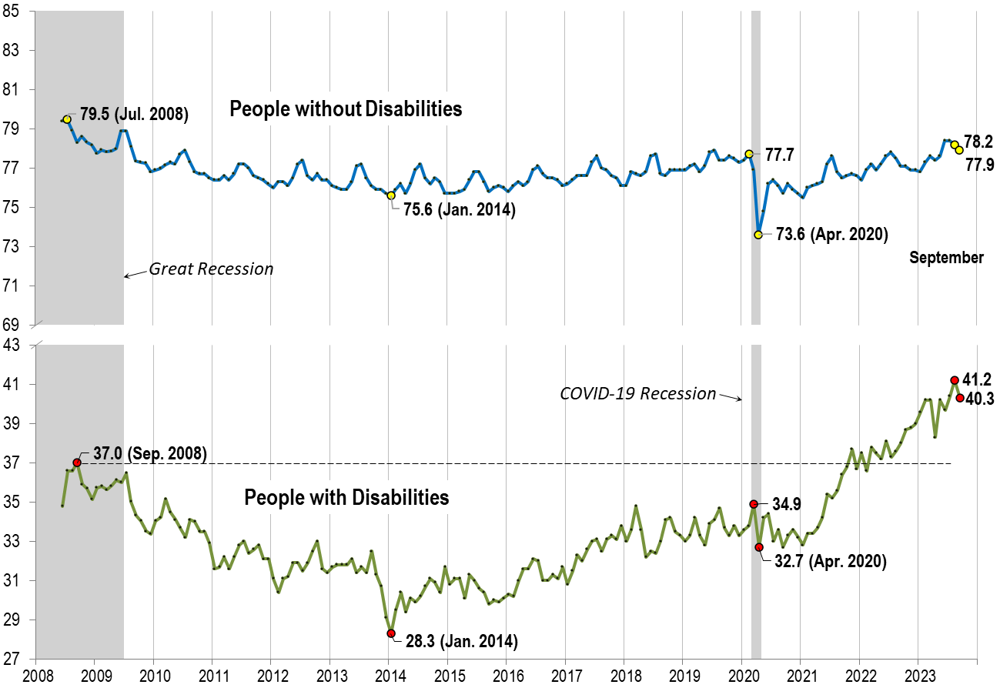 85
83
81
79
77
75
73
71
69
79.5 (Jul. 2008)
People without Disabilities
75.6 (Jan. 2014)
77.7
73.6 (Apr. 2020)
78.2
77.9
September
Great Recession
43
41
39
37
35
33
31
29
27
37.0 (Sep. 2008)
People with Disabilities
28.3 (Jan. 2014)
COVID-19 Recession
34.9
32.7 (Apr. 2020)
41.2
40.3
2008 2009 2010 2011 2012 2013 2014 2015 2016 2017 2018 2019 2020 2021 2022 2023